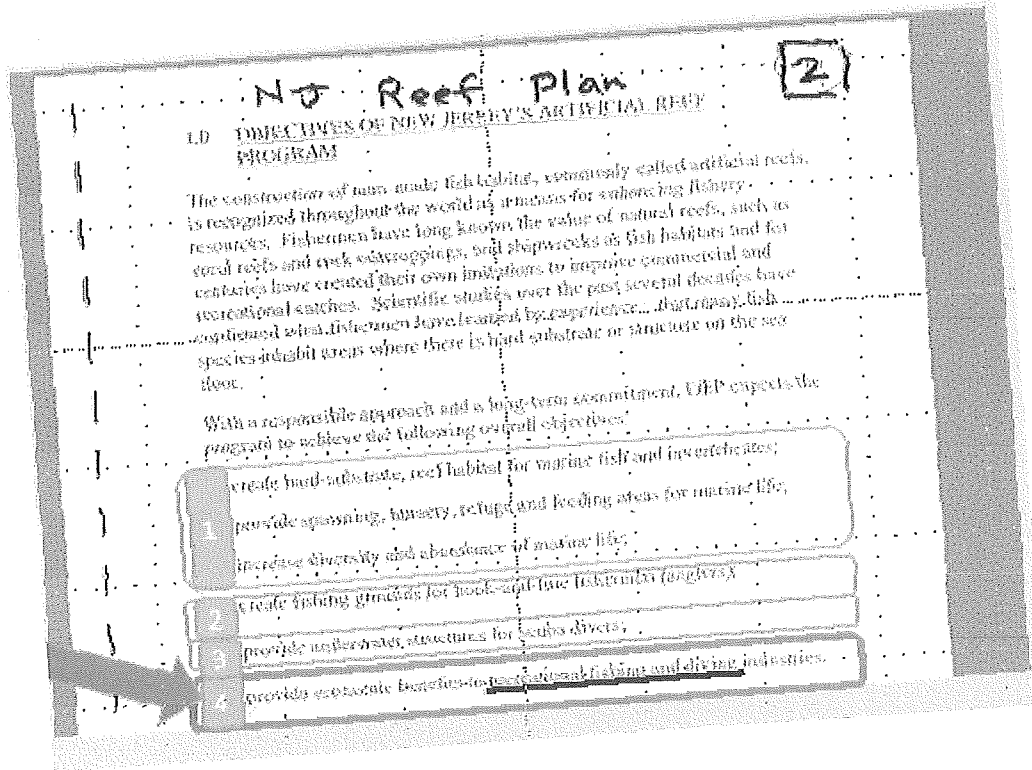 NJ Reef Plan
2
1.0 OBJECTIVES OF NEW JERSEY'S ARTIFICIAL REEF
PROGRAM
The construction of man-made fish habitat, commonly called artificial reefs,
is recognized throughout the world as a means for enhancing fishery
resources. Fishermen have long known the value of natural reefs, such as
coral reefs and rock outcroppings, and shipwrecks as fish habitats and for
centuries have created their own imitations to improve commercial and
recreational catches. Scientific studies over the past several decades have
confirmed what fishermen have learned by experience... that many fish
species inhabit areas where there is hard substrate or structure on the sea
floor.
With a responsible approach and a long-term commitment, DEP expects the
program to achieve the following overall objectives:
create hard-substrate, reef habitat for marine fish and invertebrates;
1 provide spawning, nursery, refuge and feeding areas for marine life;
increase diversity and abundance of marine life;
2 create fishing grounds for hook-and-line fishermen (anglers);
3 provide underwater structures for scuba divers;
4 provide economic benefits to recreational fishing and diving industries.